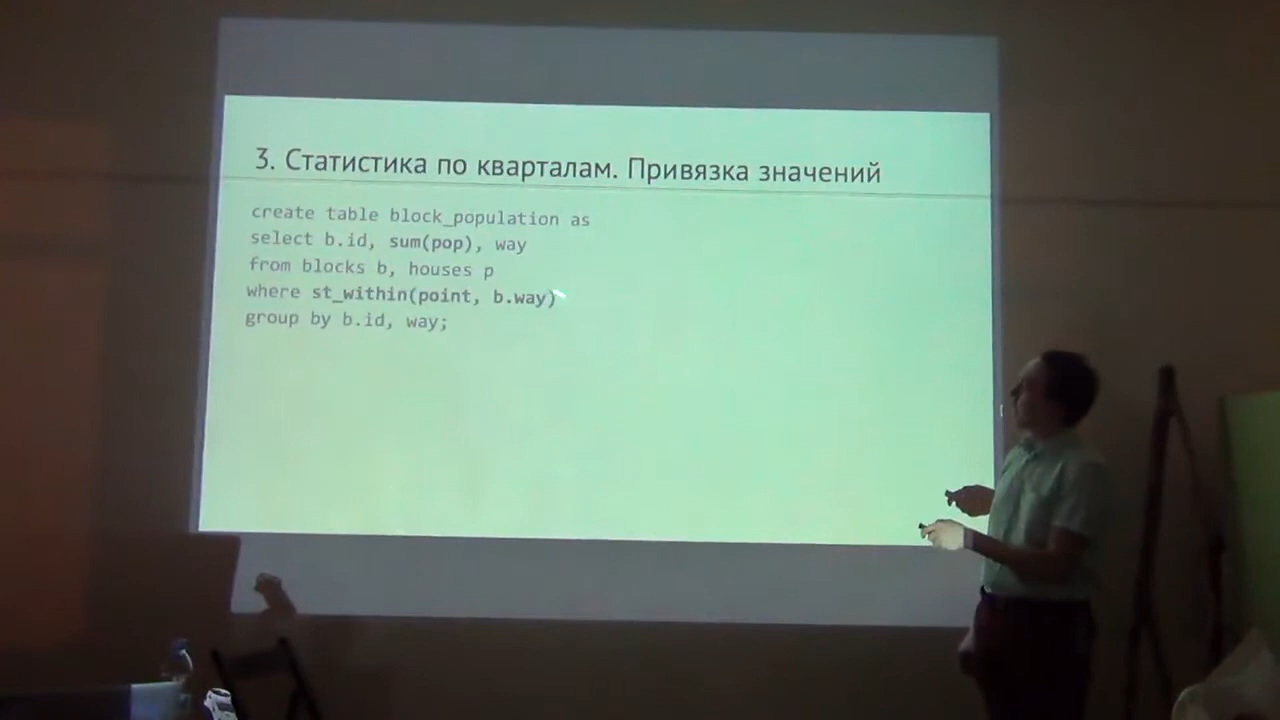 3. Статистика по кварталам. Привязка значений
create table block_population as
select b.id, sum(pop), way
from blocks b, houses p
where st_within(point, b.way)
group by b.id, way;